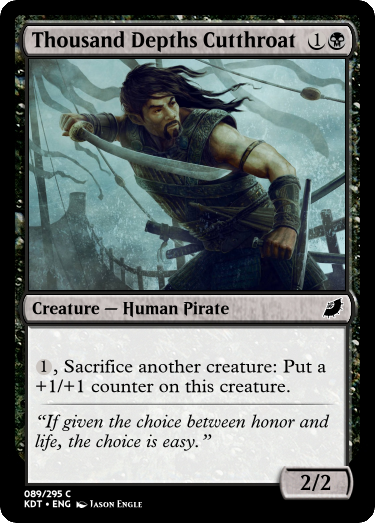 Thousand Depths Cutthroat 1
Creature — Human Pirate
1, Sacrifice another creature: Put a
+1/+1 counter on this creature.
“If given the choice between honor and
life, the choice is easy.”
2/2
089/295 C
KDT • ENG Jason Engle